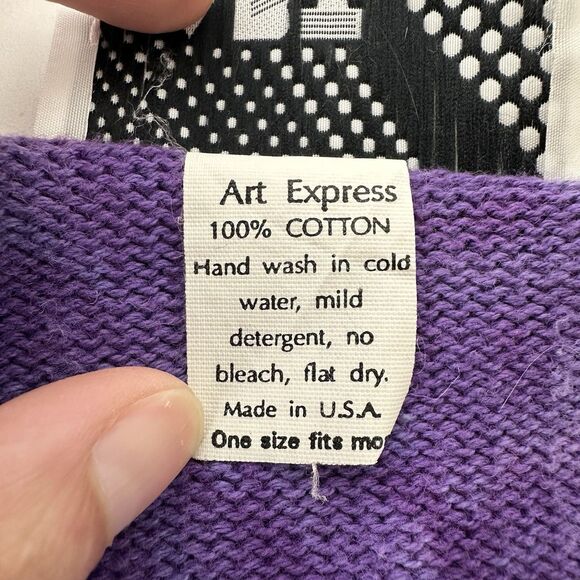 Art Express
100% COTTON
Hand wash in cold
water, mild
detergent, no
bleach, flat dry.
Made in U.S.A.
One size fits mo